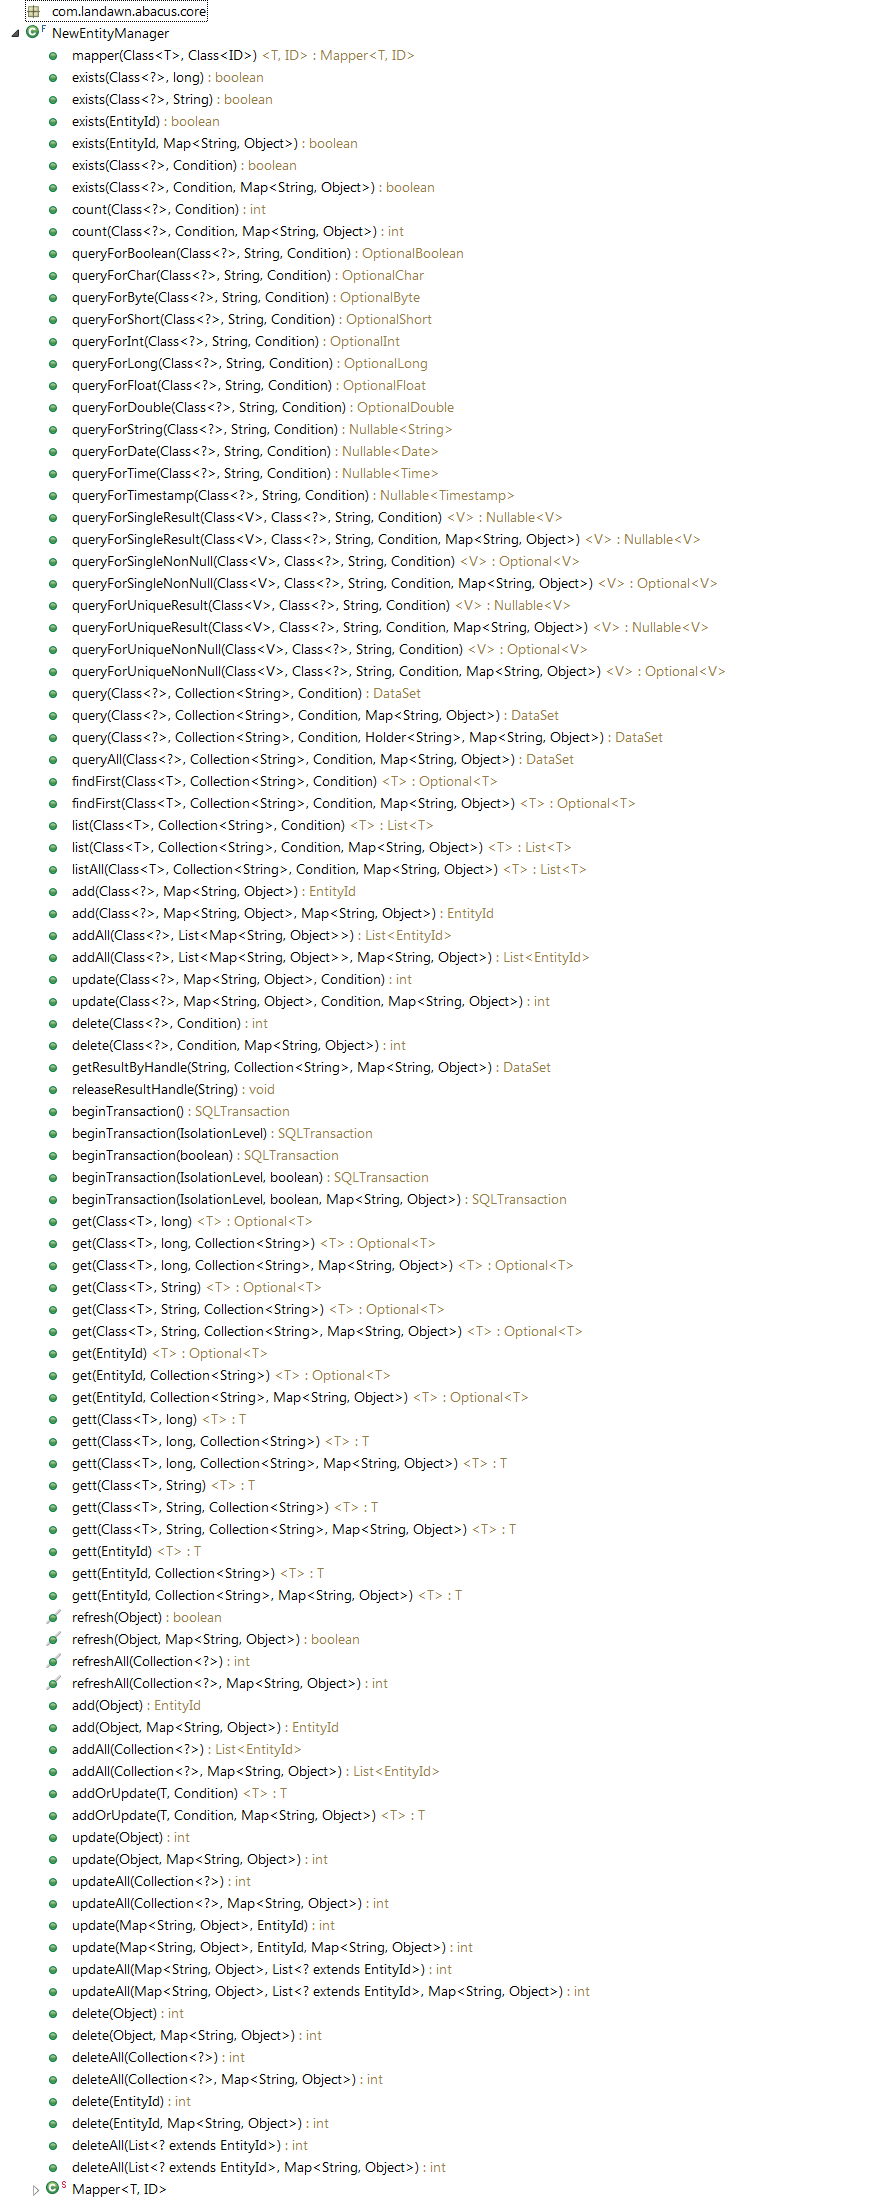 com.landawn.abacus.core
F NewEntityManager
mapper(Class<T>, Class<ID>) <T, ID> : Mapper<T, ID>
exists(Class<?>, long) : boolean
exists(Class<?>, String) : boolean
exists(EntityId) : boolean
exists(EntityId, Map<String, Object>) : boolean
exists(Class<?>, Condition) : boolean
exists(Class<?>, Condition, Map<String, Object>) : boolean
count(Class<?>, Condition) : int
count(Class<?>, Condition, Map<String, Object>) : int
queryForBoolean(Class<?>, String, Condition) : OptionalBoolean
queryForChar(Class<?>, String, Condition) : OptionalChar
queryForByte(Class<?>, String, Condition) : OptionalByte
queryForShort(Class<?>, String, Condition) : OptionalShort
queryForInt(Class<?>, String, Condition) : OptionalInt
queryForLong(Class<?>, String, Condition) : OptionalLong
queryForFloat(Class<?>, String, Condition) : OptionalFloat
queryForDouble(Class<?>, String, Condition) : OptionalDouble
queryForString(Class<?>, String, Condition) : Nullable<String>
queryForDate(Class<?>, String, Condition) : Nullable<Date>
queryForTime(Class<?>, String, Condition) : Nullable<Time>
queryForTimestamp(Class<?>, String, Condition) : Nullable<Timestamp>
queryForSingleResult(Class<V>, Class<?>, String, Condition) <V> : Nullable<V>
queryForSingleResult(Class<V>, Class<?>, String, Condition, Map<String, Object>) <V> : Nullable<V>
queryForSingleNonNull(Class<V>, Class<?>, String, Condition) <V> : Optional<V>
queryForSingleNonNull(Class<V>, Class<?>, String, Condition, Map<String, Object>) <V> : Optional<V>
queryForUniqueResult(Class<V>, Class<?>, String, Condition) <V> : Nullable<V>
queryForUniqueResult(Class<V>, Class<?>, String, Condition, Map<String, Object>) <V> : Nullable<V>
queryForUniqueNonNull(Class<V>, Class<?>, String, Condition) <V> : Optional<V>
queryForUniqueNonNull(Class<V>, Class<?>, String, Condition, Map<String, Object>) <V> : Optional<V>
query(Class<?>, Collection<String>, Condition) : DataSet
query(Class<?>, Collection<String>, Condition, Map<String, Object>) : DataSet
query(Class<?>, Collection<String>, Condition, Holder<String>, Map<String, Object>) : DataSet
queryAll(Class<?>, Collection<String>, Condition, Map<String, Object>) : DataSet
findFirst(Class<T>, Collection<String>, Condition) <T> : Optional<T>
findFirst(Class<T>, Collection<String>, Condition, Map<String, Object>) <T> : Optional<T>
list(Class<T>, Collection<String>, Condition) <T> : List<T>
list(Class<T>, Collection<String>, Condition, Map<String, Object>) <T> : List<T>
listAll(Class<T>, Collection<String>, Condition, Map<String, Object>) <T> : List<T>
add(Class<?>, Map<String, Object>) : EntityId
add(Class<?>, Map<String, Object>, Map<String, Object>) : EntityId
addAll(Class<?>, List<Map<String, Object>>) : List<EntityId>
addAll(Class<?>, List<Map<String, Object>>, Map<String, Object>) : List<EntityId>
update(Class<?>, Map<String, Object>, Condition) : int
update(Class<?>, Map<String, Object>, Condition, Map<String, Object>) : int
delete(Class<?>, Condition) : int
delete(Class<?>, Condition, Map<String, Object>) : int
getResultByHandle(String, Collection<String>, Map<String, Object>) : DataSet
releaseResultHandle(String) : void
beginTransaction() : SQLTransaction
beginTransaction(IsolationLevel) : SQLTransaction
beginTransaction(boolean) : SQLTransaction
beginTransaction(IsolationLevel, boolean) : SQLTransaction
beginTransaction(IsolationLevel, boolean, Map<String, Object>) : SQLTransaction
get(Class<T>, long) <T> : Optional<T>
get(Class<T>, long, Collection<String>) <T> : Optional<T>
get(Class<T>, long, Collection<String>, Map<String, Object>) <T> : Optional<T>
get(Class<T>, String) <T> : Optional<T>
get(Class<T>, String, Collection<String>) <T> : Optional<T>
get(Class<T>, String, Collection<String>, Map<String, Object>) <T> : Optional<T>
get(EntityId) <T> : Optional<T>
get(EntityId, Collection<String>) <T> : Optional<T>
get(EntityId, Collection<String>, Map<String, Object>) <T> : Optional<T>
gett(Class<T>, long) <T> : T
gett(Class<T>, long, Collection<String>) <T> : T
gett(Class<T>, long, Collection<String>, Map<String, Object>) <T> : T
gett(Class<T>, String) <T> : T
gett(Class<T>, String, Collection<String>) <T> : T
gett(Class<T>, String, Collection<String>, Map<String, Object>) <T> : T
gett(EntityId) <T> : T
gett(EntityId, Collection<String>) <T> : T
gett(EntityId, Collection<String>, Map<String, Object>) <T> : T
refresh(Object) : boolean
refresh(Object, Map<String, Object>) : boolean
refreshAll(Collection<?>) : int
refreshAll(Collection<?>, Map<String, Object>) : int
add(Object) : EntityId
add(Object, Map<String, Object>) : EntityId
addAll(Collection<?>) : List<EntityId>
addAll(Collection<?>, Map<String, Object>) : List<EntityId>
addOrUpdate(T, Condition) <T> : T
addOrUpdate(T, Condition, Map<String, Object>) <T> : T
update(Object) : int
update(Object, Map<String, Object>) : int
updateAll(Collection<?>) : int
updateAll(Collection<?>, Map<String, Object>) : int
update(Map<String, Object>, EntityId) : int
update(Map<String, Object>, EntityId, Map<String, Object>) : int
updateAll(Map<String, Object>, List<? extends EntityId>) : int
updateAll(Map<String, Object>, List<? extends EntityId>, Map<String, Object>) : int
delete(Object) : int
delete(Object, Map<String, Object>) : int
deleteAll(Collection<?>) : int
deleteAll(Collection<?>, Map<String, Object>) : int
delete(EntityId) : int
delete(EntityId, Map<String, Object>) : int
deleteAll(List<? extends EntityId>) : int
deleteAll(List<? extends EntityId>, Map<String, Object>) : int
S Mapper<T, ID>